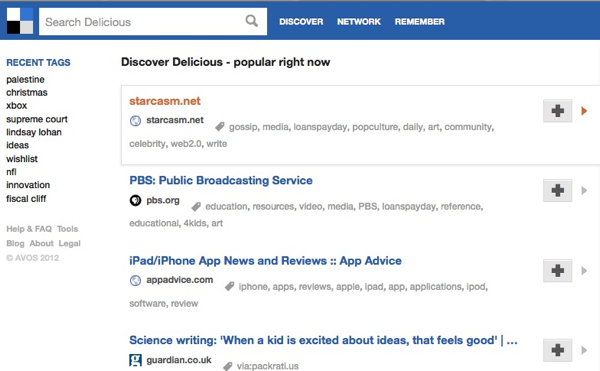 Search Delicious
DISCOVER NETWORK REMEMBER
RECENT TAGS
palestine
christmas
xbox
supreme court
lindsay lohan
ideas
wishlist
nfl
innovation
fiscal cliff
Help & FAQ Tools
Blog About Legal
© AVOS 2012
Discover Delicious - popular right now
starcasm.net
starcasm.net gossip, media, loanspayday, popculture, daily, art, community,
celebrity, web2.0, write
PBS: Public Broadcasting Service
pbs.org education, resources, video, media, PBS, loanspayday, reference,
educational, 4kids, art
iPad/iPhone App News and Reviews :: App Advice
appadvice.com iphone, apps, reviews, apple, ipad, app, applications, ipod,
software, review
Science writing: 'When a kid is excited about ideas, that feels good' | ...
guardian.co.uk via:packrati.us